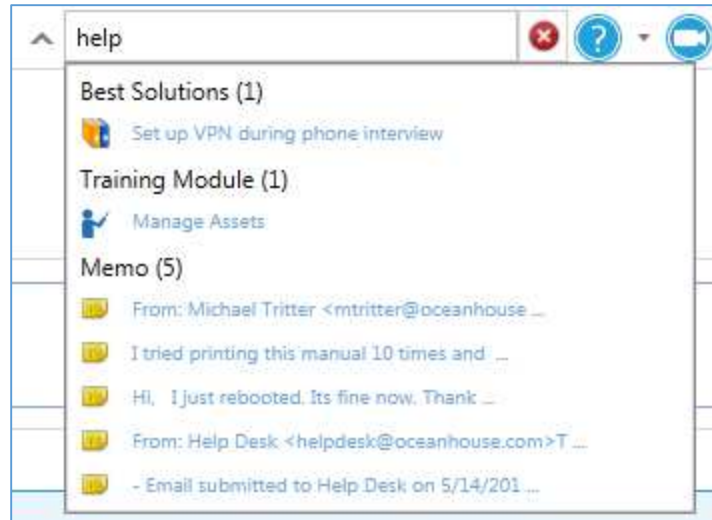 help
Best Solutions (1)
Set up VPN during phone interview
Training Module (1)
Manage Assets
Memo (5)
From: Michael Tritter <mtritter@oceanhouse ...
I tried printing this manual 10 times and ...
Hi, I just rebooted. Its fine now. Thank ...
From: Help Desk <helpdesk@oceanhouse.com>T ...
- Email submitted to Help Desk on 5/14/201 ...